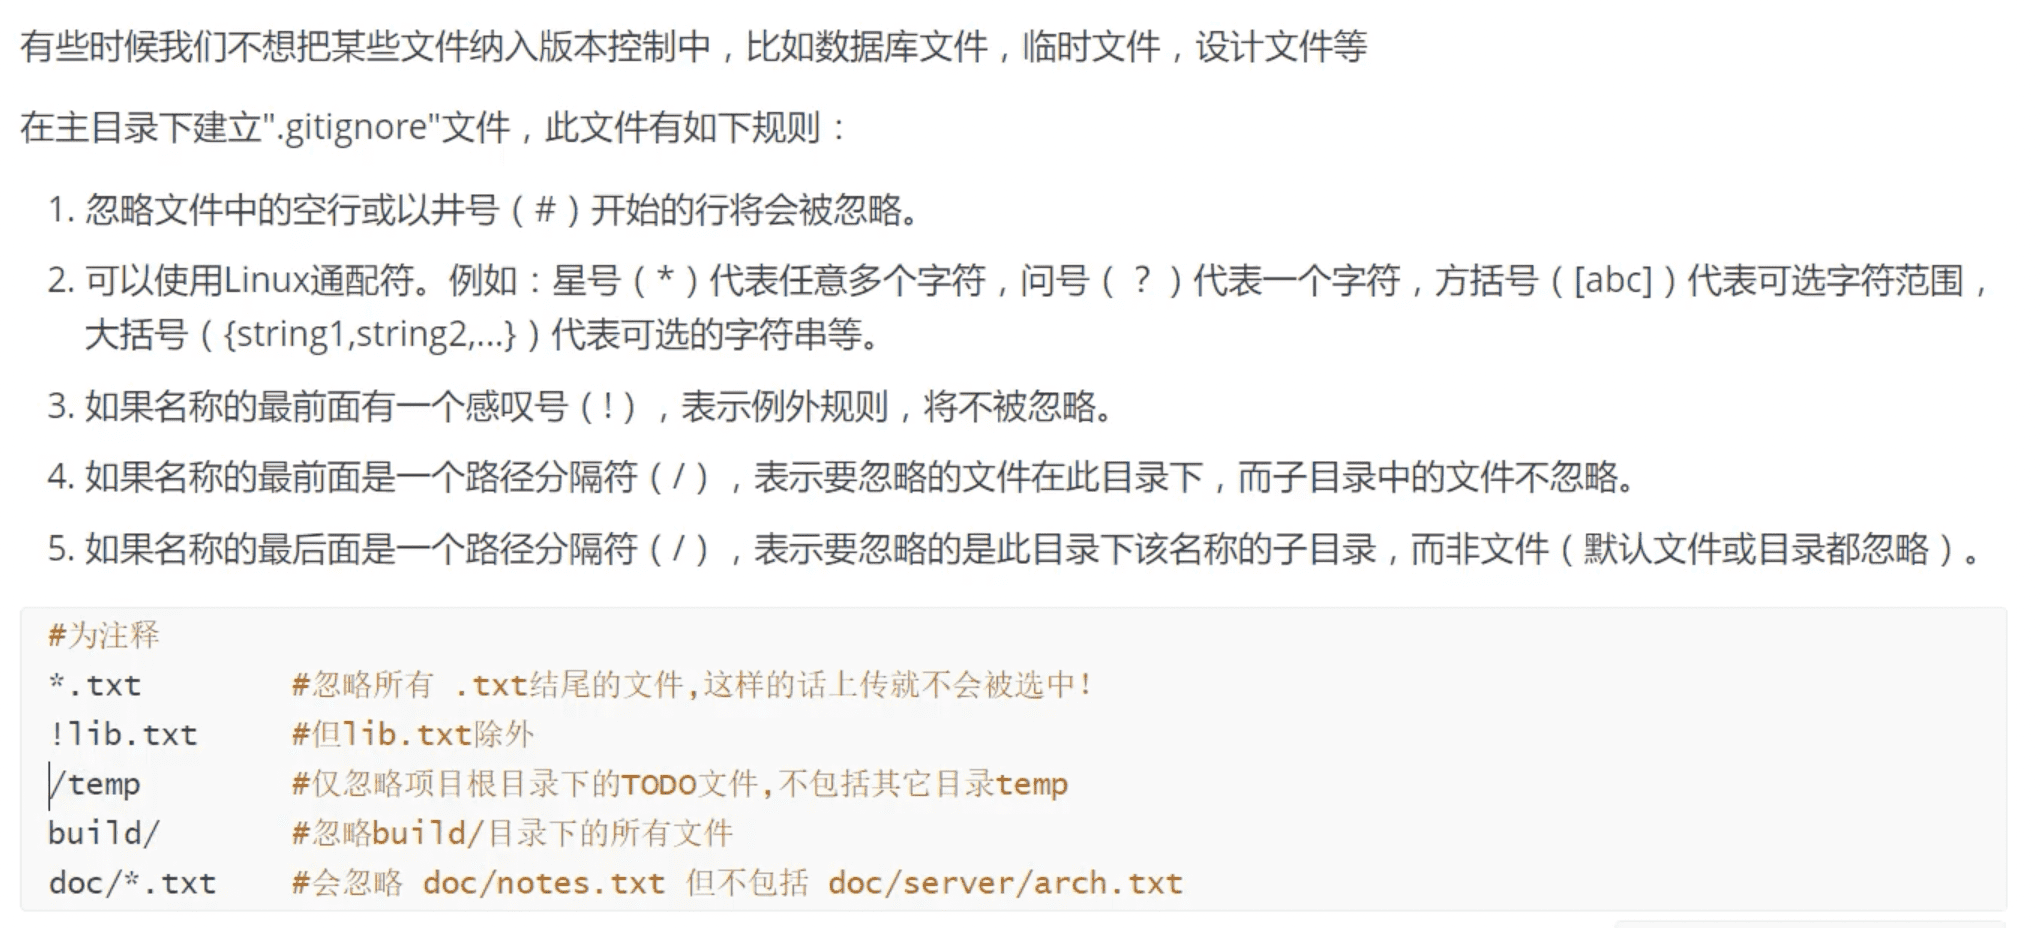 有些时候我们不想把某些文件纳入版本控制中，比如数据库文件，临时文件，设计文件等
在主目录下建立".gitignore"文件，此文件有如下规则：
1. 忽略文件中的空行或以井号（#）开始的行将会被忽略。
2. 可以使用Linux通配符。例如：星号（*）代表任意多个字符，问号（？）代表一个字符，方括号（[abc]）代表可选字符范围，
大括号（{string1,string2,...}）代表可选的字符串等。
3. 如果名称的最前面有一个感叹号（!），表示例外规则，将不被忽略。
4. 如果名称的最前面是一个路径分隔符（/），表示要忽略的文件在此目录下，而子目录中的文件不忽略。
5. 如果名称的最后面是一个路径分隔符（/），表示要忽略的是此目录下该名称的子目录，而非文件（默认文件或目录都忽略）。
#为注释
*.txt #忽略所有 .txt结尾的文件,这样的话上传就不会被选中!
!lib.txt #但lib.txt除外
/temp #仅忽略项目根目录下的TODO文件,不包括其它目录temp
build/ #忽略build/目录下的所有文件
doc/*.txt #会忽略 doc/notes.txt 但不包括 doc/server/arch.txt